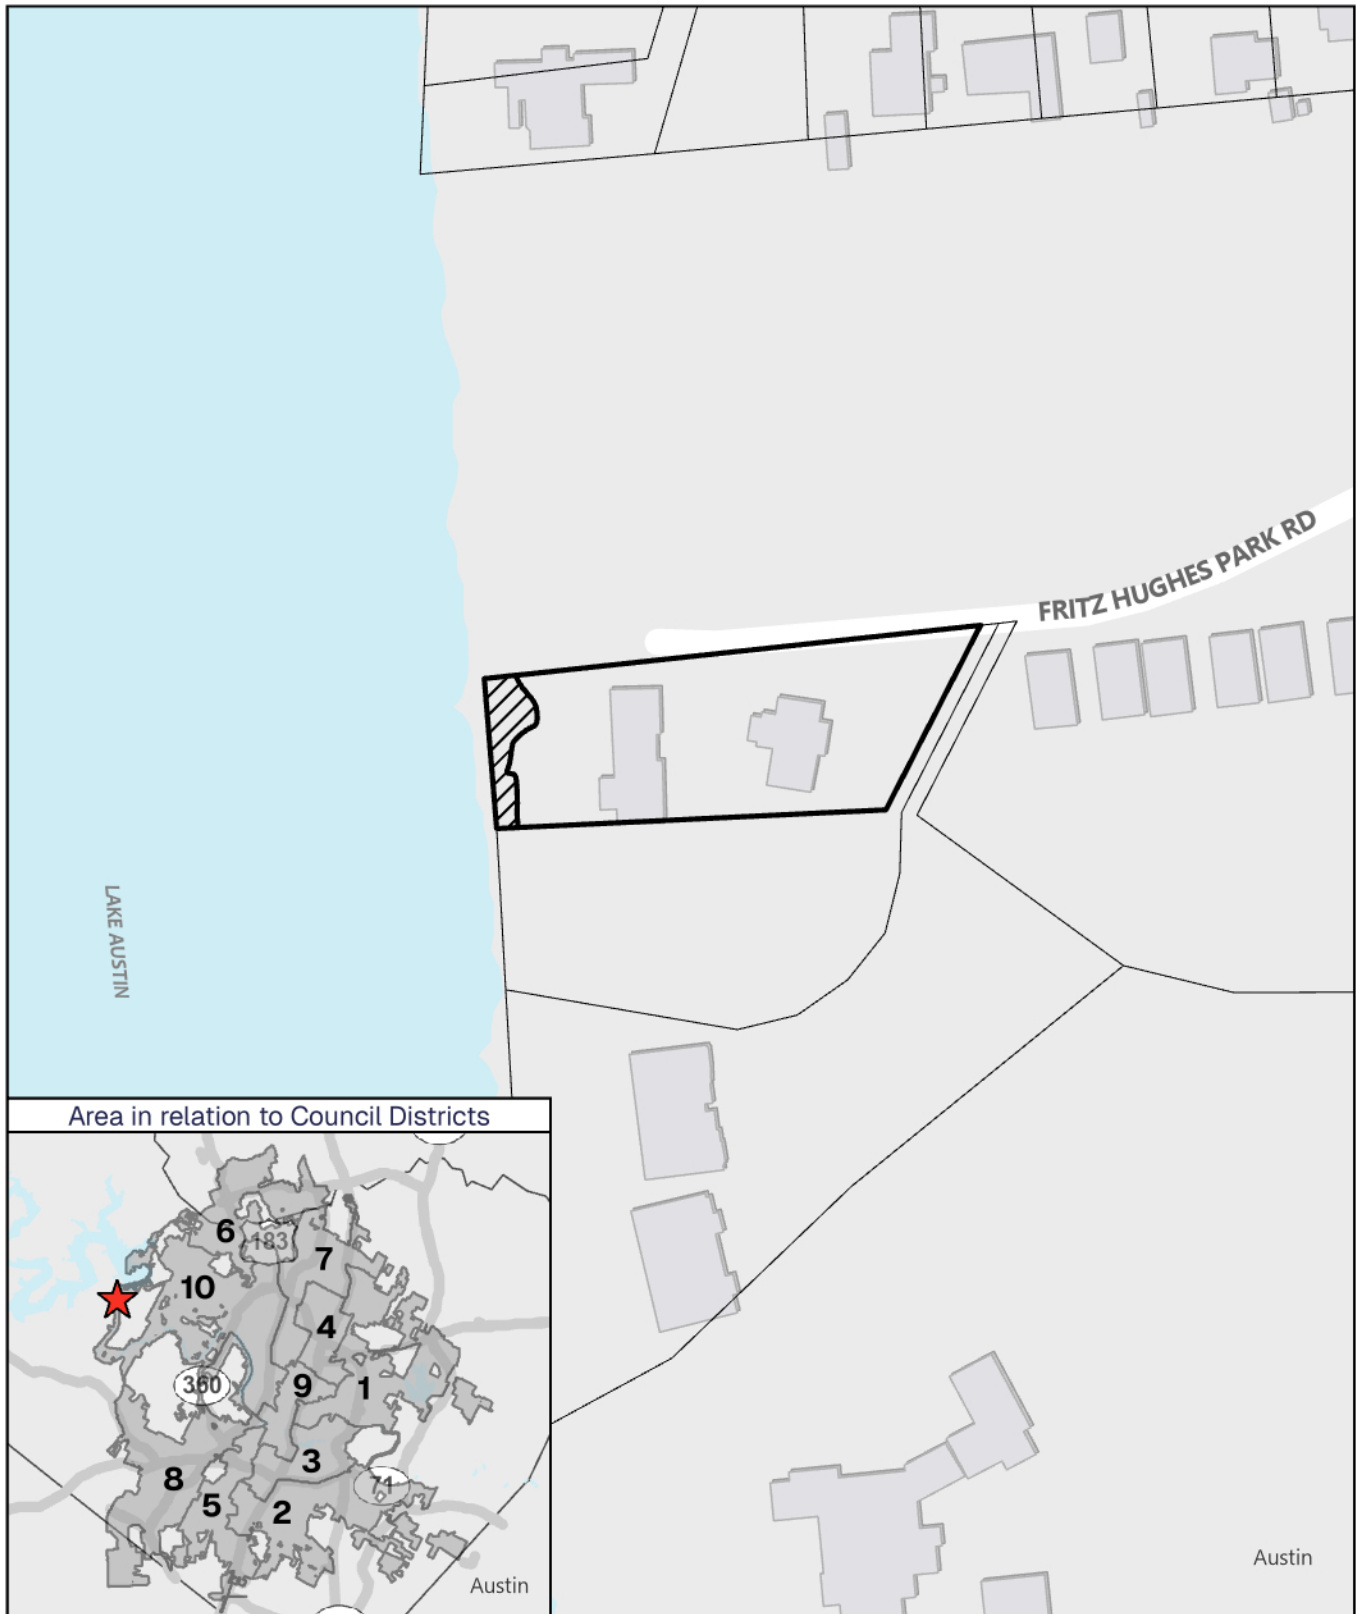 FRITZ HUGHES PARK RD
LAKE AUSTIN
Area in relation to Council Districts
6
183
7
10
4
360
9
1
3
8
71
5
2
Austin
Austin